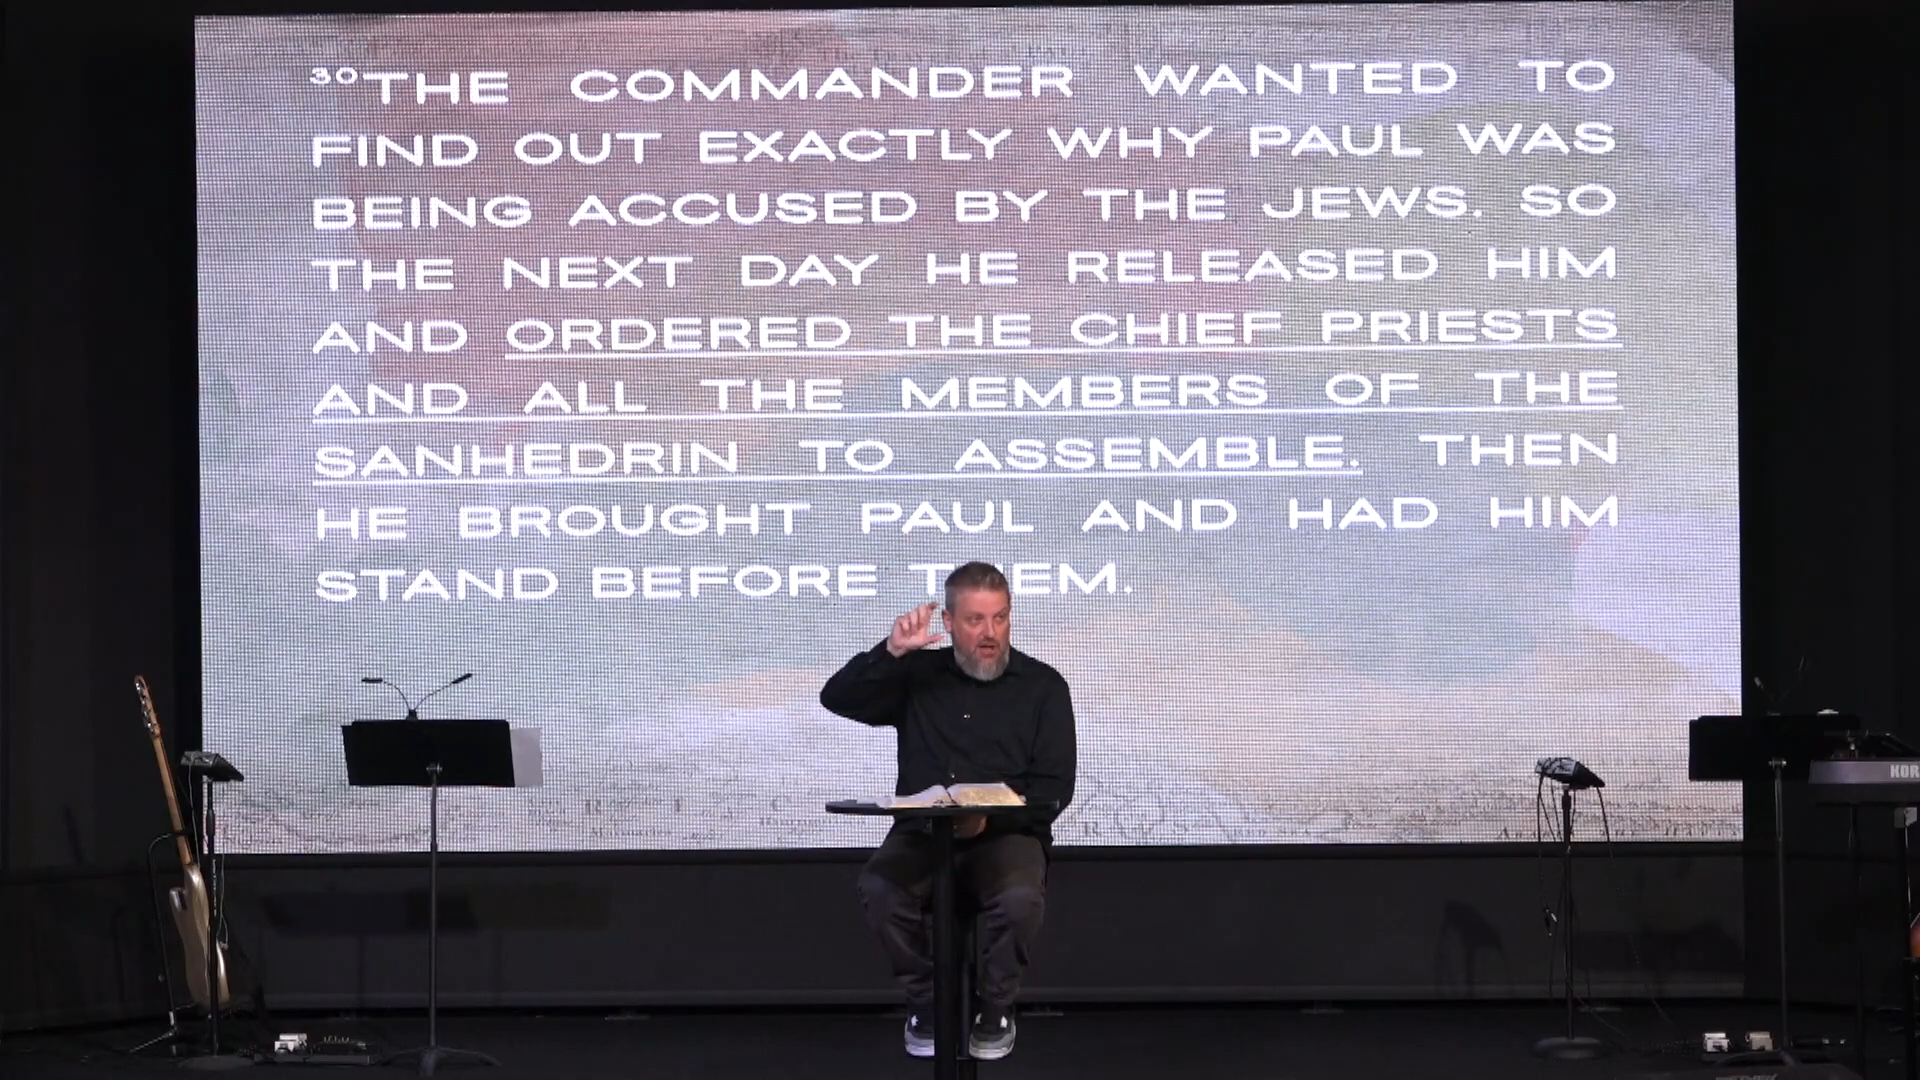 ³⁰THE COMMANDER WANTED TO
FIND OUT EXACTLY WHY PAUL WAS
BEING ACCUSED BY THE JEWS. SO
THE NEXT DAY HE RELEASED HIM
AND ORDERED THE CHIEF PRIESTS
AND ALL THE MEMBERS OF THE
SANHEDRIN TO ASSEMBLE. THEN
HE BROUGHT PAUL AND HAD HIM
STAND BEFORE THEM.
KOR